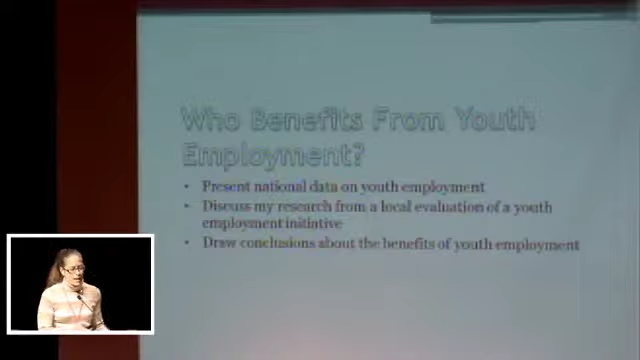 Who Benefits From Youth
Employment?
• Present national data on youth employment
• Discuss my research from a local evaluation of a youth
employment initiative
• Draw conclusions about the benefits of youth employment